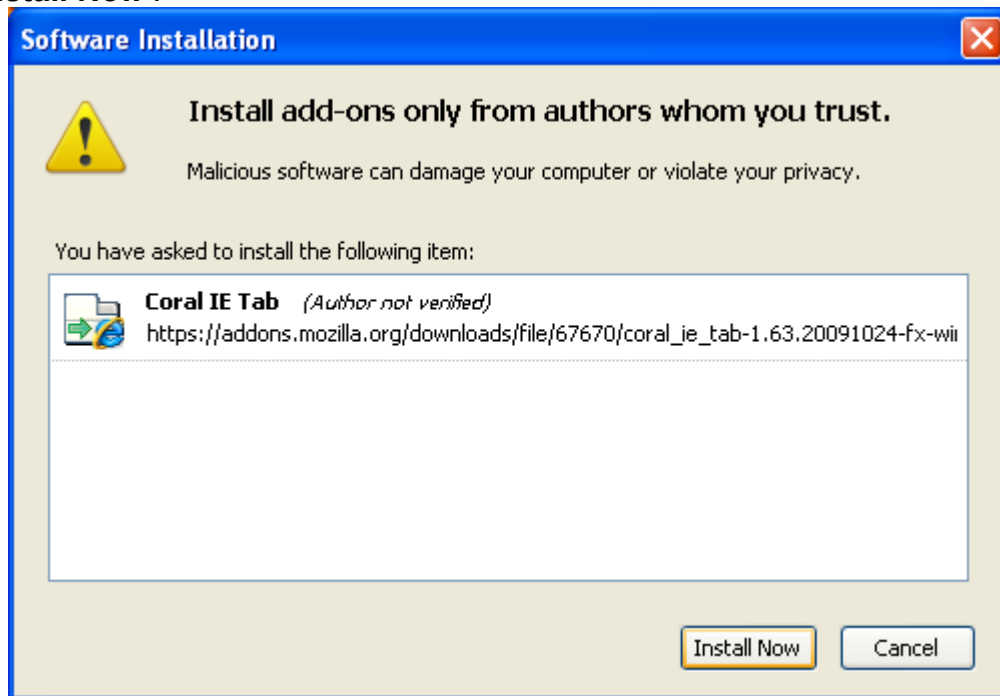 Software Installation
Install add-ons only from authors whom you trust.
Malicious software can damage your computer or violate your privacy.
You have asked to install the following item:
Coral IE Tab (Author not verified)
https://addons.mozilla.org/downloads/file/67670/coral_ie_tab-1.63.20091024-fx-wi
Install Now Cancel